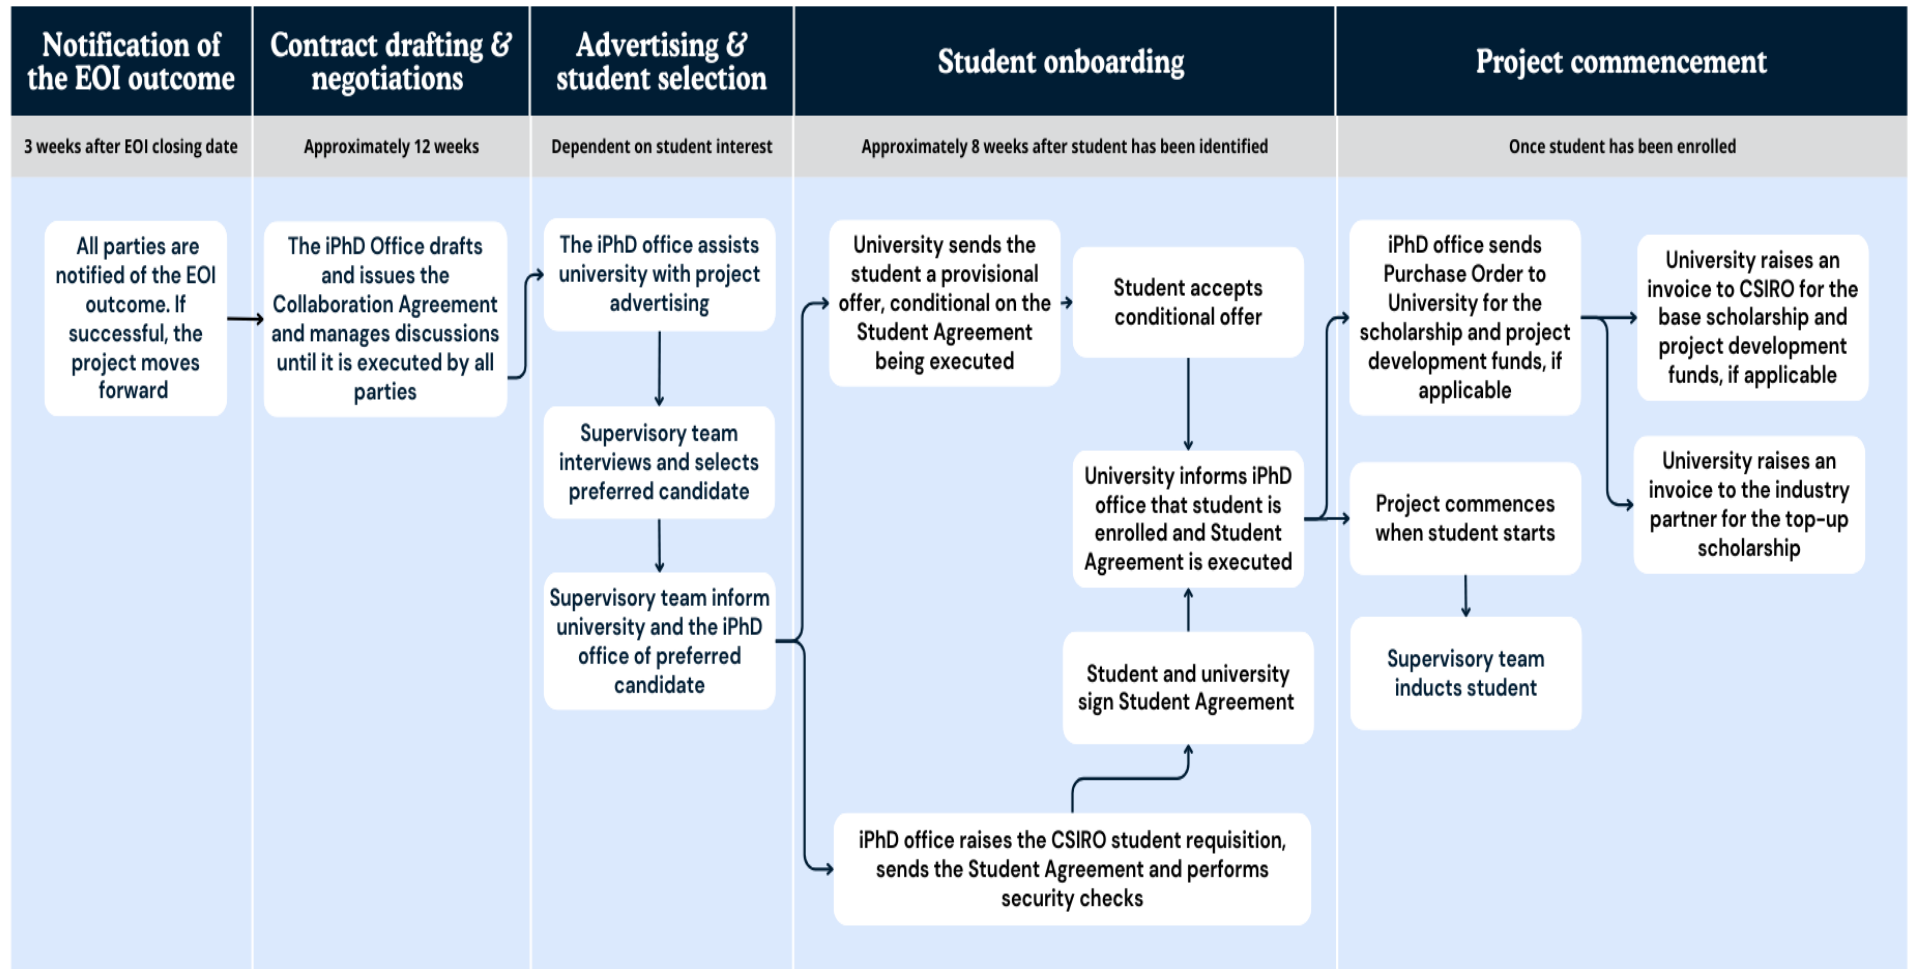 Notification of
the EOI outcome
Contract drafting &
negotiations
Advertising &
student selection
Student onboarding
Project commencement
3 weeks after EOI closing date
Approximately 12 weeks
Dependent on student interest
Approximately 8 weeks after student has been identified
Once student has been enrolled
All parties are
notified of the EOI
outcome. If
successful, the
project moves
forward
The iPhD Office drafts
and issues the
Collaboration Agreement
and manages discussions
until it is executed by all
parties
The iPhD office assists
university with project
advertising
Supervisory team
interviews and selects
preferred candidate
Supervisory team inform
university and the iPhD
office of preferred
candidate
University sends the
student a provisional
offer, conditional on the
Student Agreement
being executed
Student accepts
conditional offer
University informs iPhD
office that student is
enrolled and Student
Agreement is executed
Student and university
sign Student Agreement
iPhD office raises the CSIRO student requisition,
sends the Student Agreement and performs
security checks
iPhD office sends
Purchase Order to
University for the
scholarship and project
development funds, if
applicable
Project commences
when student starts
Supervisory team
inducts student
University raises an
invoice to CSIRO for the
base scholarship and
project development
funds, if applicable
University raises an
invoice to the industry
partner for the top-up
scholarship